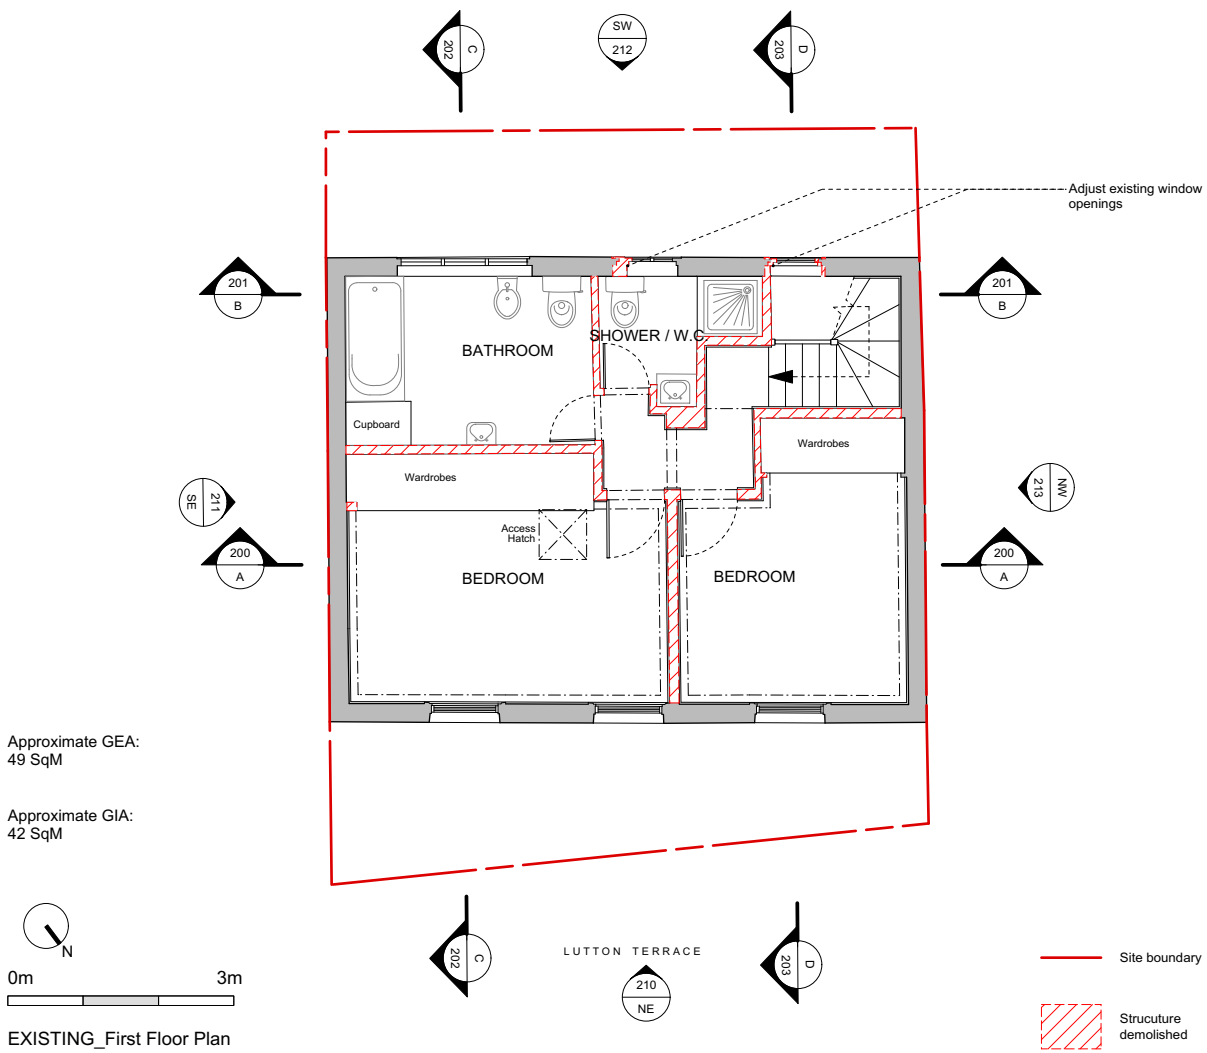 C
202
SW
212
D
203
Adjust existing window
openings
201
B
201
B
SHOWER / W.C
BATHROOM
Cupboard
Wardrobes
Wardrobes
211
SE
NW
213
Access
Hatch
200
A
200
A
BEDROOM
BEDROOM
Approximate GEA:
49 SqM
Approximate GIA:
42 SqM
N
0m 3m
EXISTING_First Floor Plan
C
202
LUTTON TERRACE
210
NE
D
203
Site boundary
Strucuture
demolished